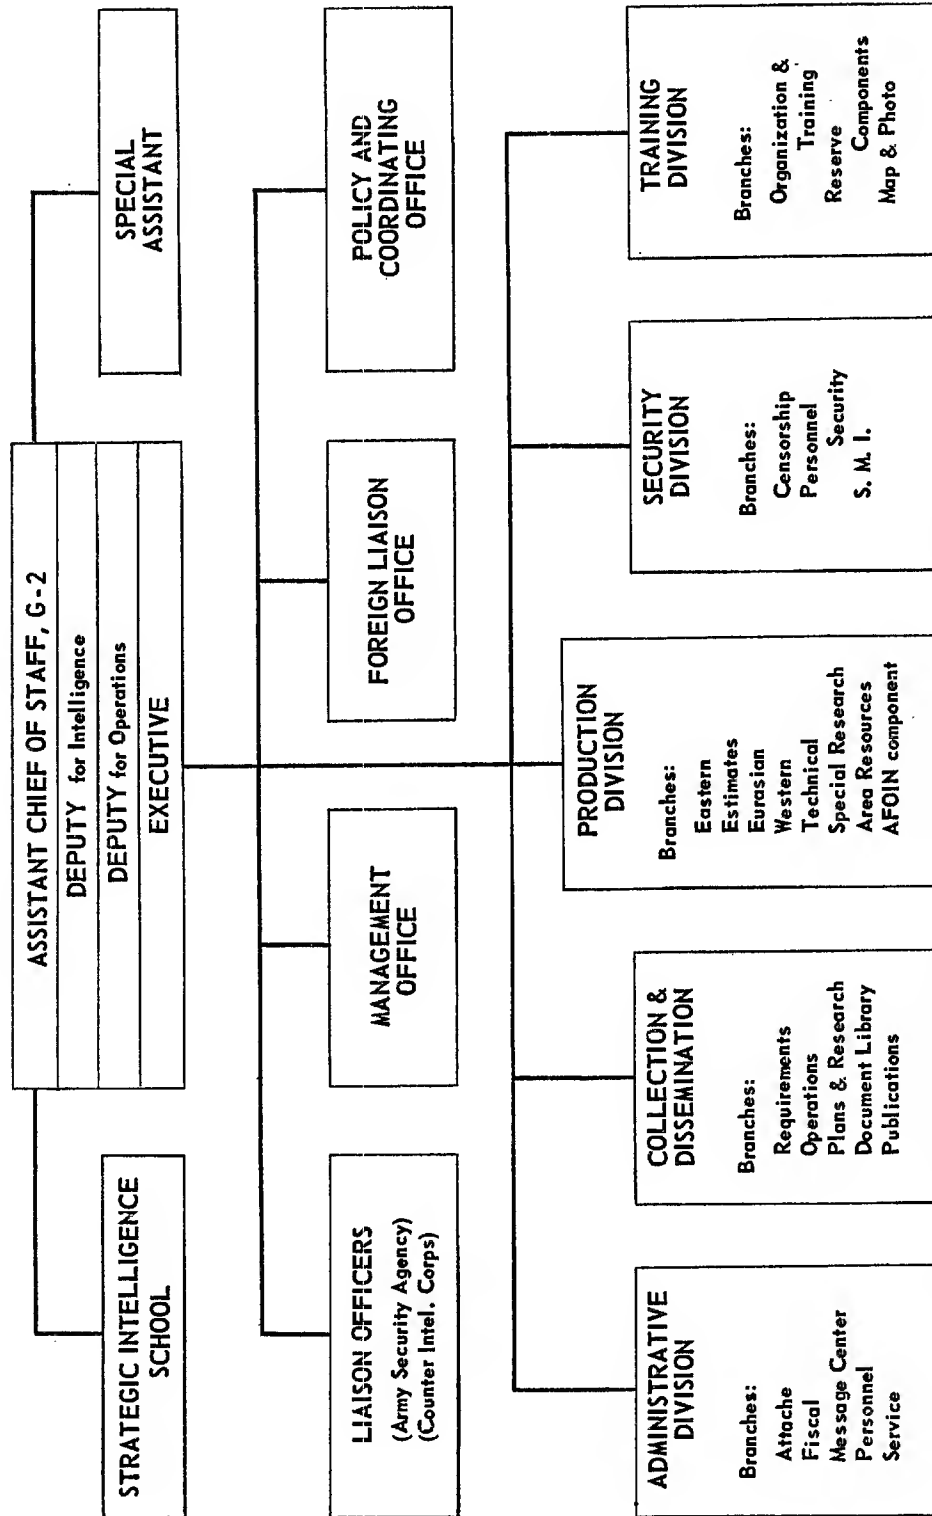 ASSISTANT CHIEF OF STAFF, G-2
DEPUTY for Intelligence
DEPUTY for Operations
EXECUTIVE
STRATEGIC INTELLIGENCE
SCHOOL
SPECIAL
ASSISTANT
LIAISON OFFICERS
(Army Security Agency)
(Counter Intel. Corps)
MANAGEMENT
OFFICE
FOREIGN LIAISON
OFFICE
POLICY AND
COORDINATING
OFFICE
ADMINISTRATIVE
DIVISION
Branches:
Attache
Fiscal
Message Center
Personnel
Service
COLLECTION &
DISSEMINATION
Branches:
Requirements
Operations
Plans & Research
Document Library
Publications
PRODUCTION
DIVISION
Branches:
Eastern
Estimates
Eurasian
Western
Technical
Special Research
Area Resources
AFOIN component
SECURITY
DIVISION
Branches:
Censorship
Personnel
Security
S. M. I.
TRAINING
DIVISION
Branches:
Organization &
Training
Reserve
Components
Map & Photo